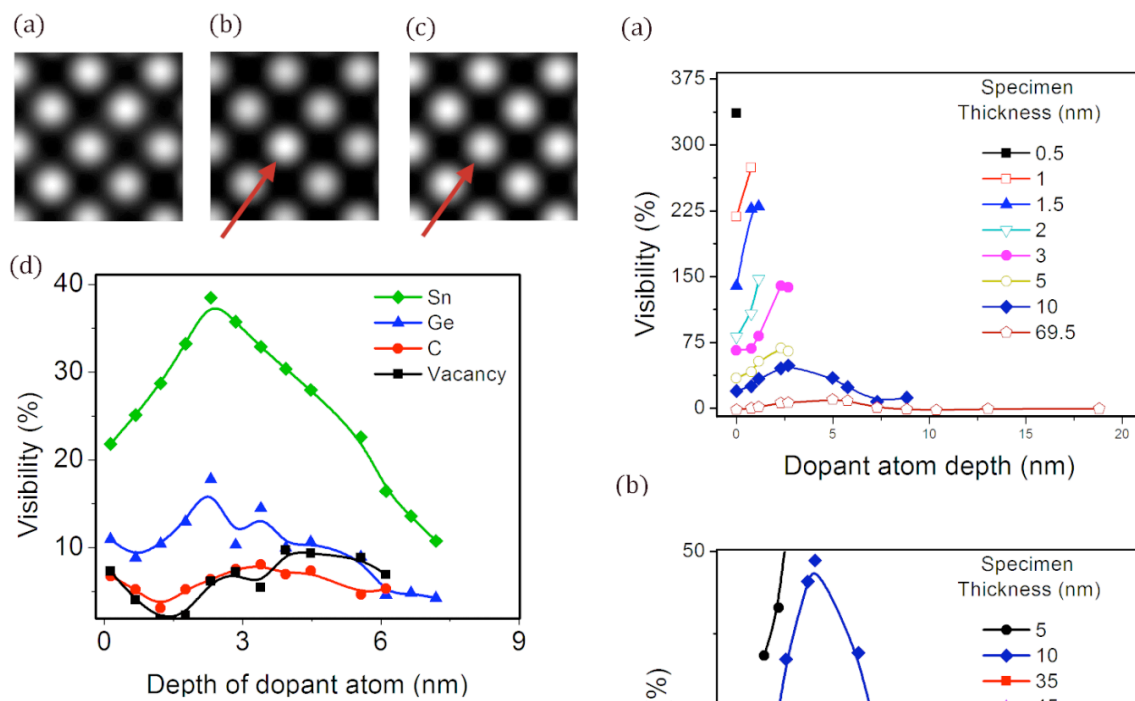 (a)
(b)
(c)
(d)
40
30
20
10
Visibility (%)
Sn
Ge
C
Vacancy
0
3
6
9
Depth of dopant atom (nm)
(a)
375
300
225
150
75
0
Visibility (%)
Specimen
Thickness (nm)
0.5
1
1.5
2
3
5
10
69.5
0
5
10
15
20
Dopant atom depth (nm)
(b)
50
%)
Specimen
Thickness (nm)
5
10
35